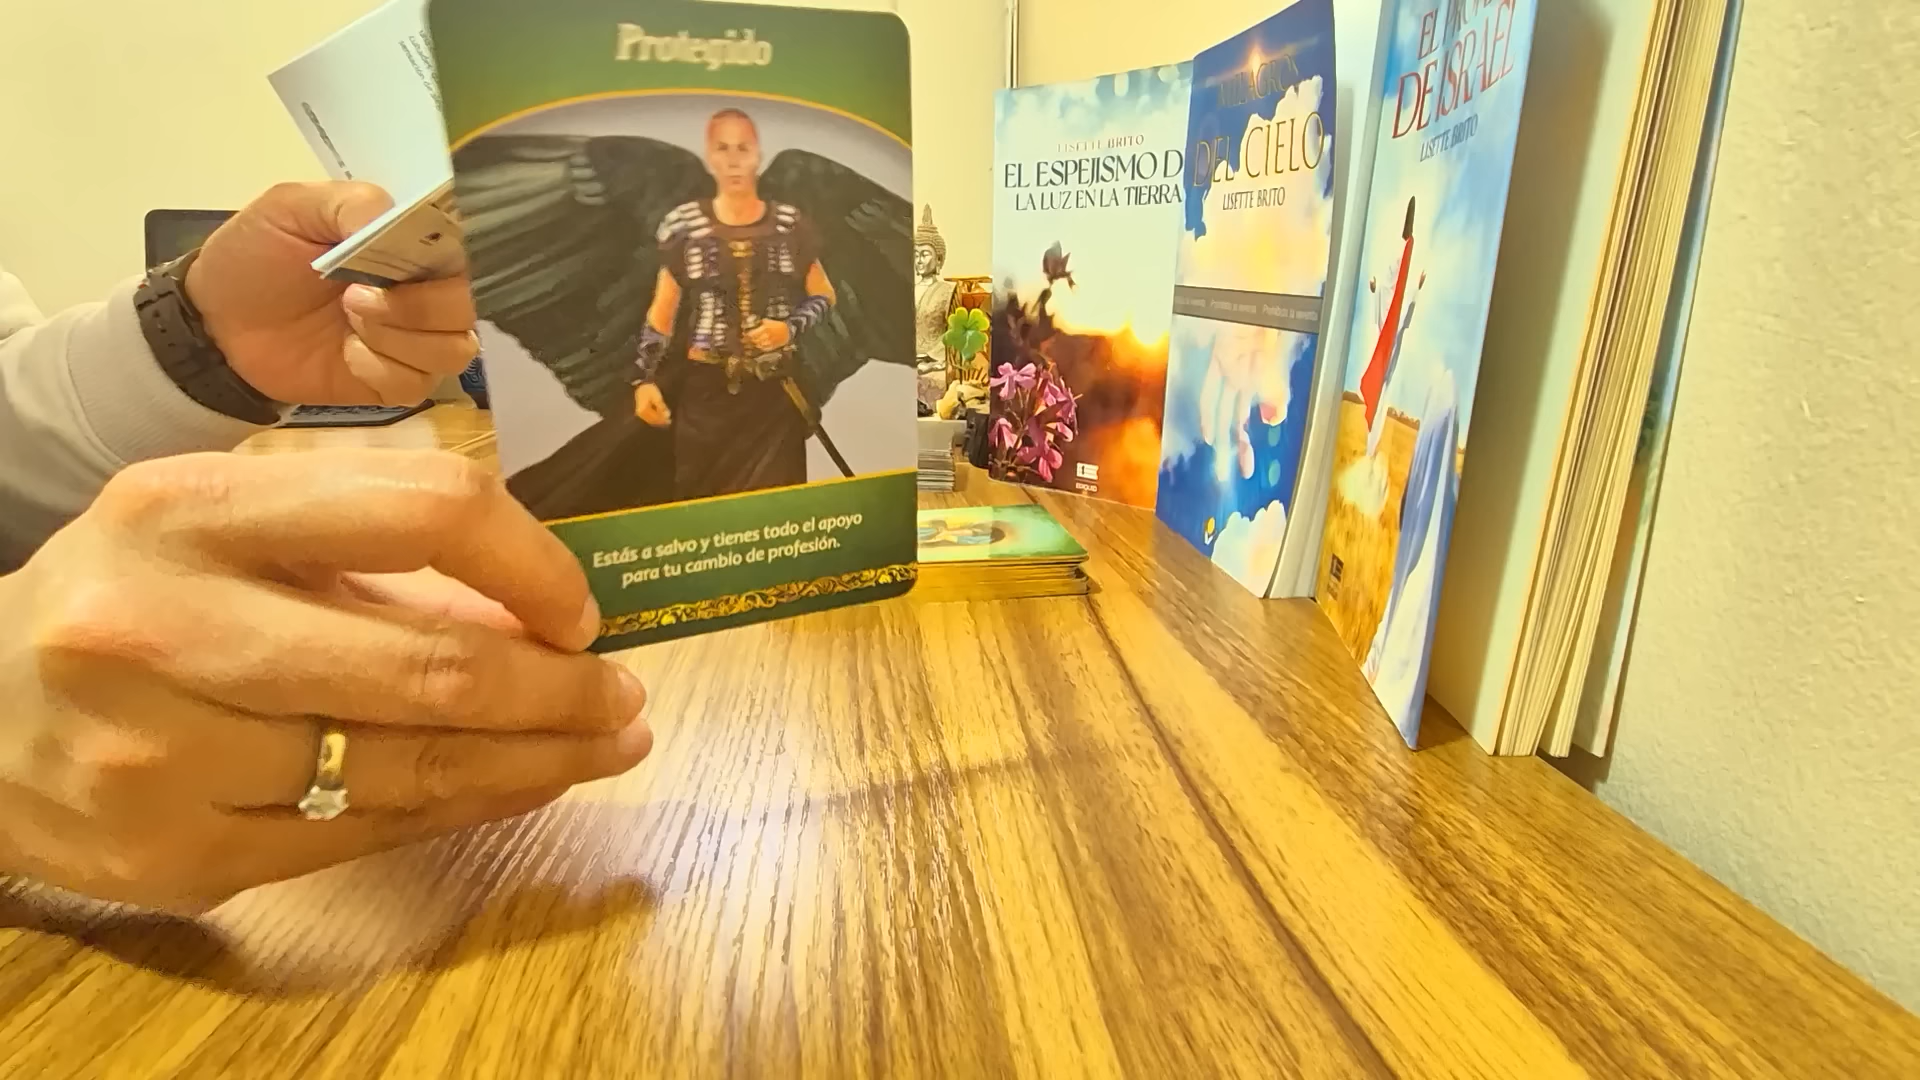 Protegido
Estás a salvo y tienes todo el apoyo
para tu cambio de profesión.
LISETTE BRITO
EL ESPEJISMO D
LA LUZ EN LA TIERRA
MILAGROS
DEL CIELO
LISETTE BRITO
EL
DE ISRAEL
LISETTE BRITO